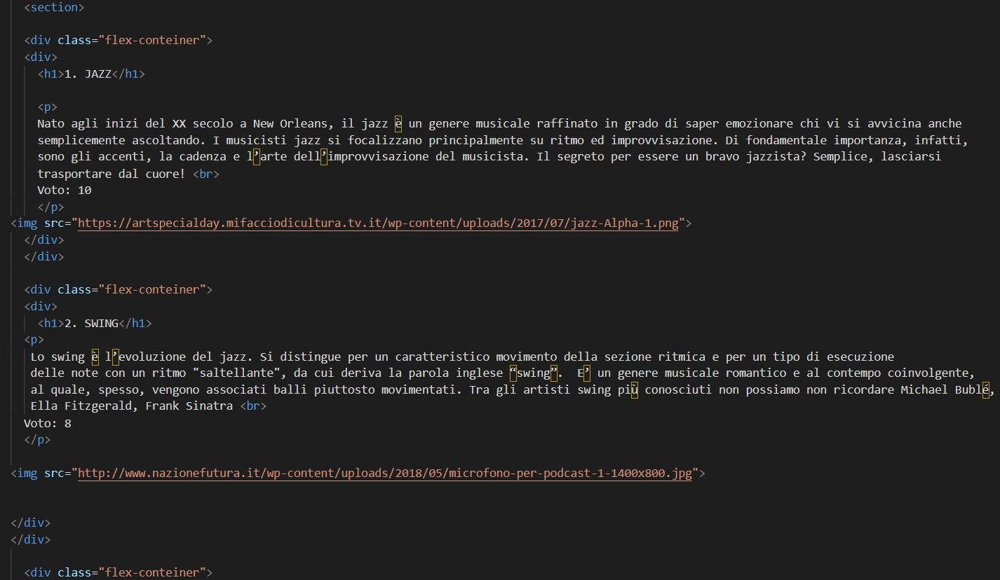 <section>
<div class="flex-conteiner">
<div>
<h1>1. JAZZ</h1>
<p>
Nato agli inizi del XX secolo a New Orleans, il jazz è un genere musicale raffinato in grado di saper emozionare chi vi si avvicina anche
semplicemente ascoltando. I musicisti jazz si focalizzano principalmente su ritmo ed improvvisazione. Di fondamentale importanza, infatti,
sono gli accenti, la cadenza e l’arte dell’improvvisazione del musicista. Il segreto per essere un bravo jazzista? Semplice, lasciarsi
trasportare dal cuore! <br>
Voto: 10
</p>
<img src="https://artspecialday.mifacciodicultura.tv.it/wp-content/uploads/2017/07/jazz-Alpha-1.png">
</div>
</div>
<div class="flex-conteiner">
<div>
<h1>2. SWING</h1>
<p>
Lo swing è l’evoluzione del jazz. Si distingue per un caratteristico movimento della sezione ritmica e per un tipo di esecuzione
delle note con un ritmo "saltellante", da cui deriva la parola inglese “swing”.  E’ un genere musicale romantico e al contempo coinvolgente,
al quale, spesso, vengono associati balli piuttosto movimentati. Tra gli artisti swing più conosciuti non possiamo non ricordare Michael Bublé,
Ella Fitzgerald, Frank Sinatra <br>
Voto: 8
</p>
<img src="http://www.nazionefutura.it/wp-content/uploads/2018/05/microfono-per-podcast-1-1400x800.jpg">
</div>
</div>
<div class="flex-conteiner">